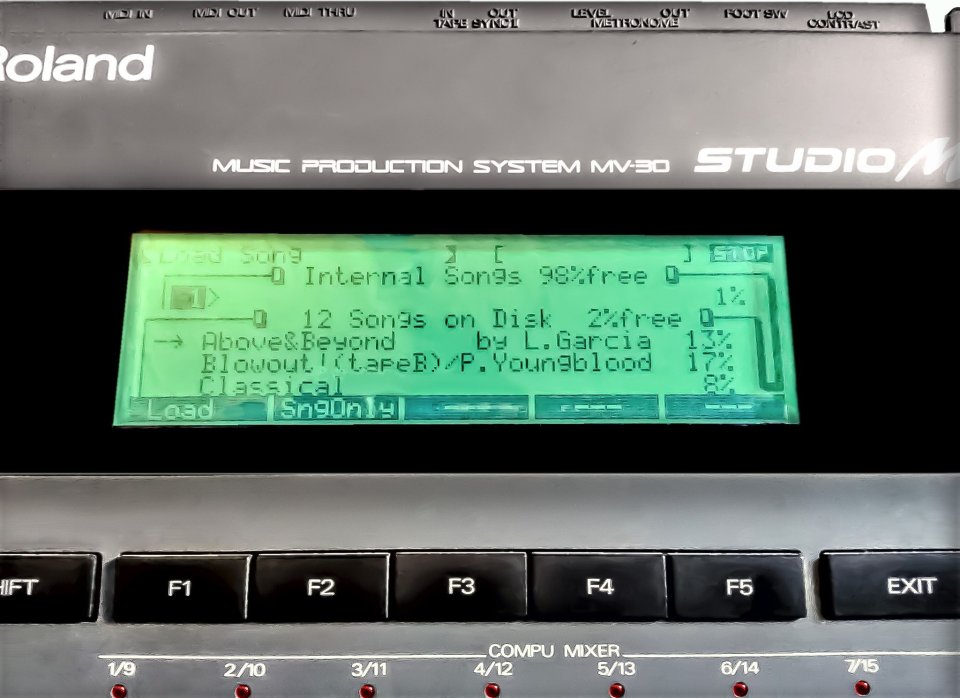 MIDI IN MIDI OUT MIDI THRU IN OUT LEVEL OUT FOOT SW LCD
TAPE SYNC1 METRONOME CONTRAST
Roland
MUSIC PRODUCTION SYSTEM MV-30 STUDIO M
Load Song ] [ ] STOP
Internal Songs 98%free
1> 1%
12 Songs on Disk 2%free
→ Above&Beyond by L.Garcia 13%
Blowout!(tapeB)/P.Youngblood 17%
Classical 8%
Load SngOnly
HIFT F1 F2 F3 F4 F5 EXIT
COMPU MIXER
1/9 2/10 3/11 4/12 5/13 6/14 7/15